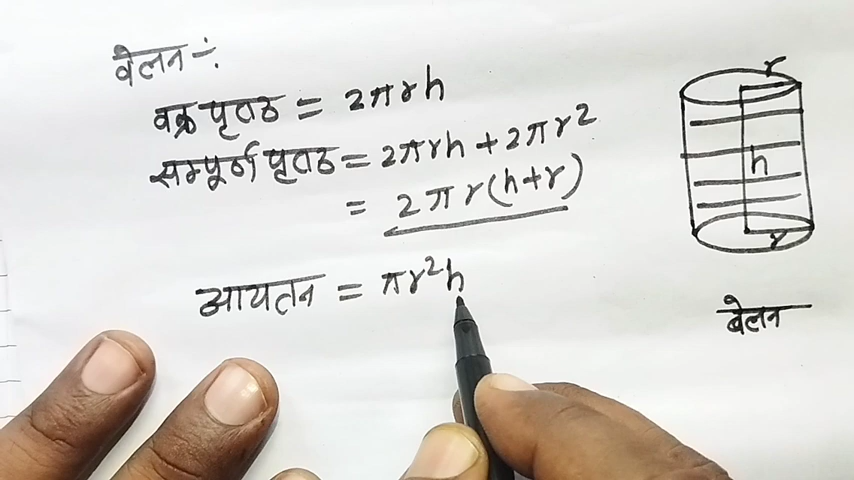 बेलन ÷
वक्र पृष्ठ = 2πrh
सम्पूर्ण पृष्ठ = 2πrh + 2πr²
= 2πr(h+r)
आयतन = πr²h
r
h
r
बेलन